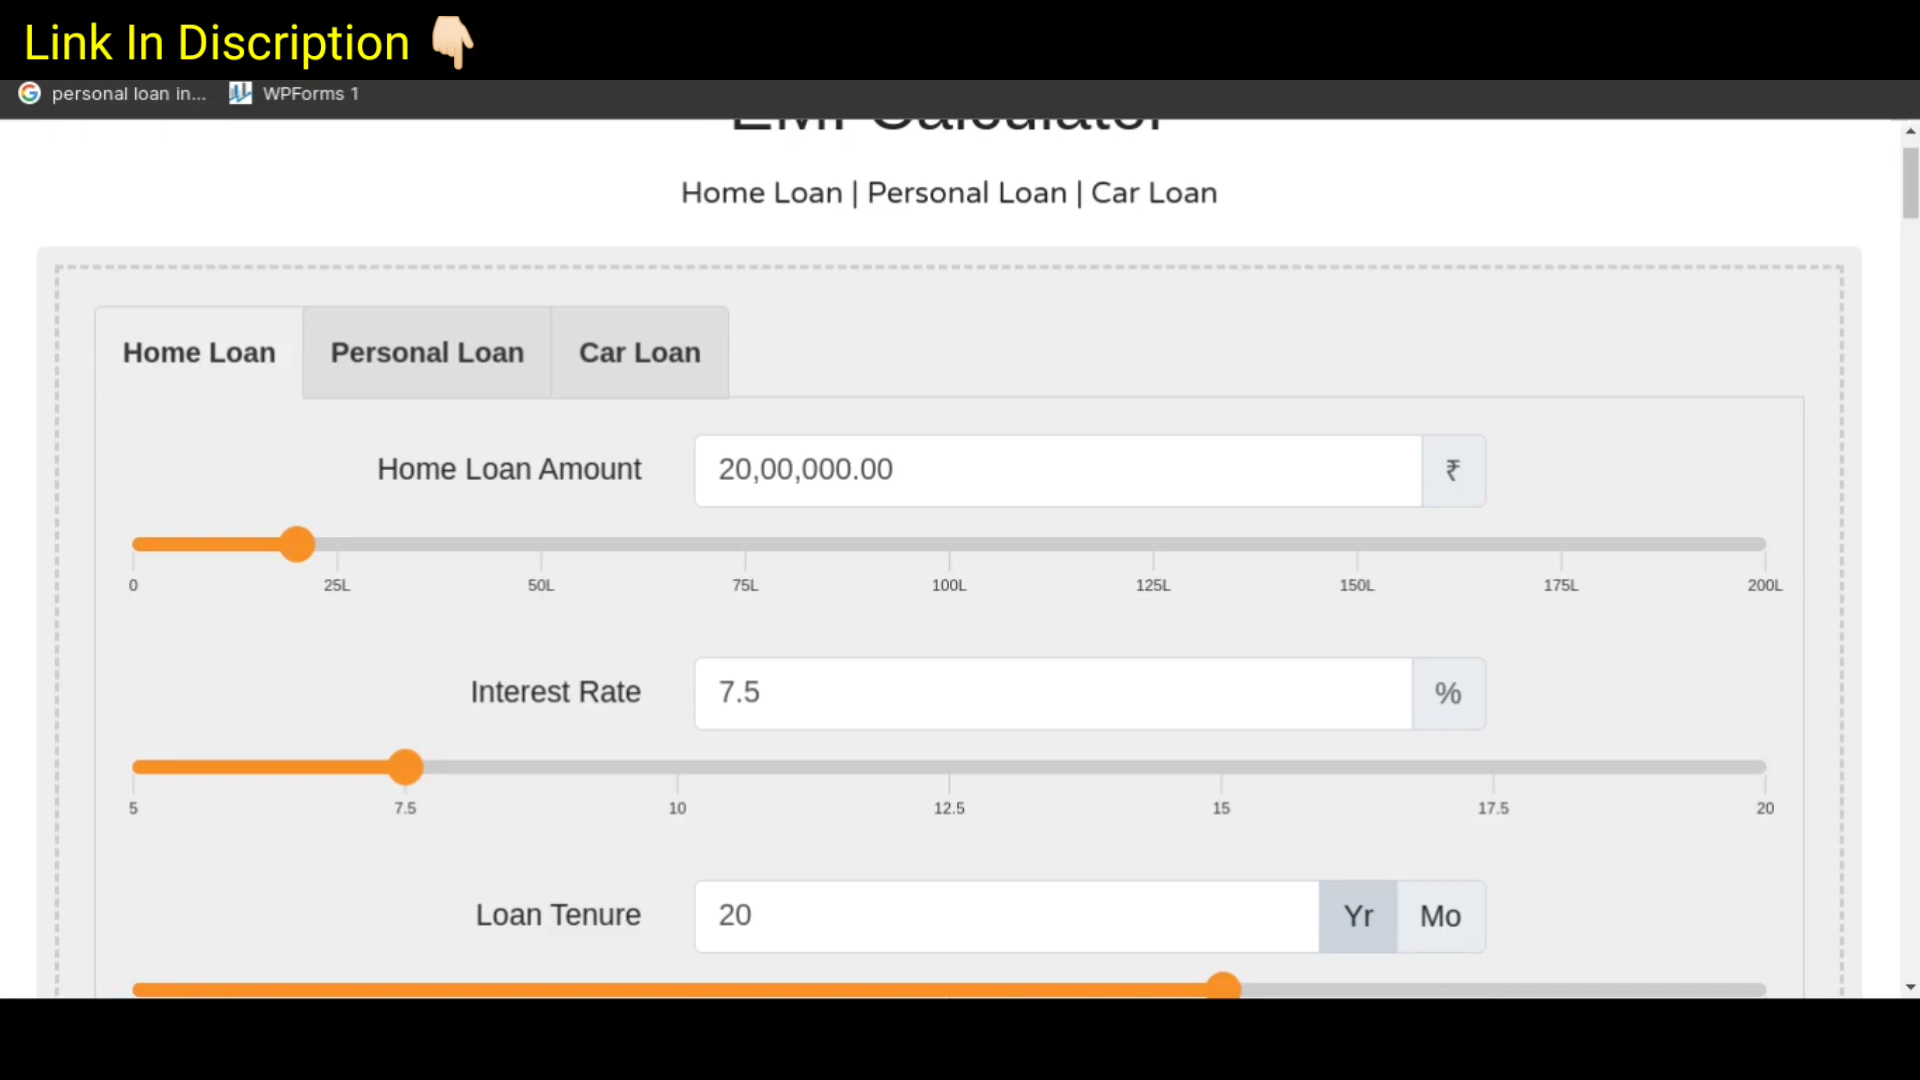 Link In Discription 👇🏻
personal loan in... WPForms 1
EMI Calculator
Home Loan | Personal Loan | Car Loan
Home Loan Personal Loan Car Loan
Home Loan Amount 20,00,000.00 ₹
0 25L 50L 75L 100L 125L 150L 175L 200L
Interest Rate 7.5 %
5 7.5 10 12.5 15 17.5 20
Loan Tenure 20 Yr Mo